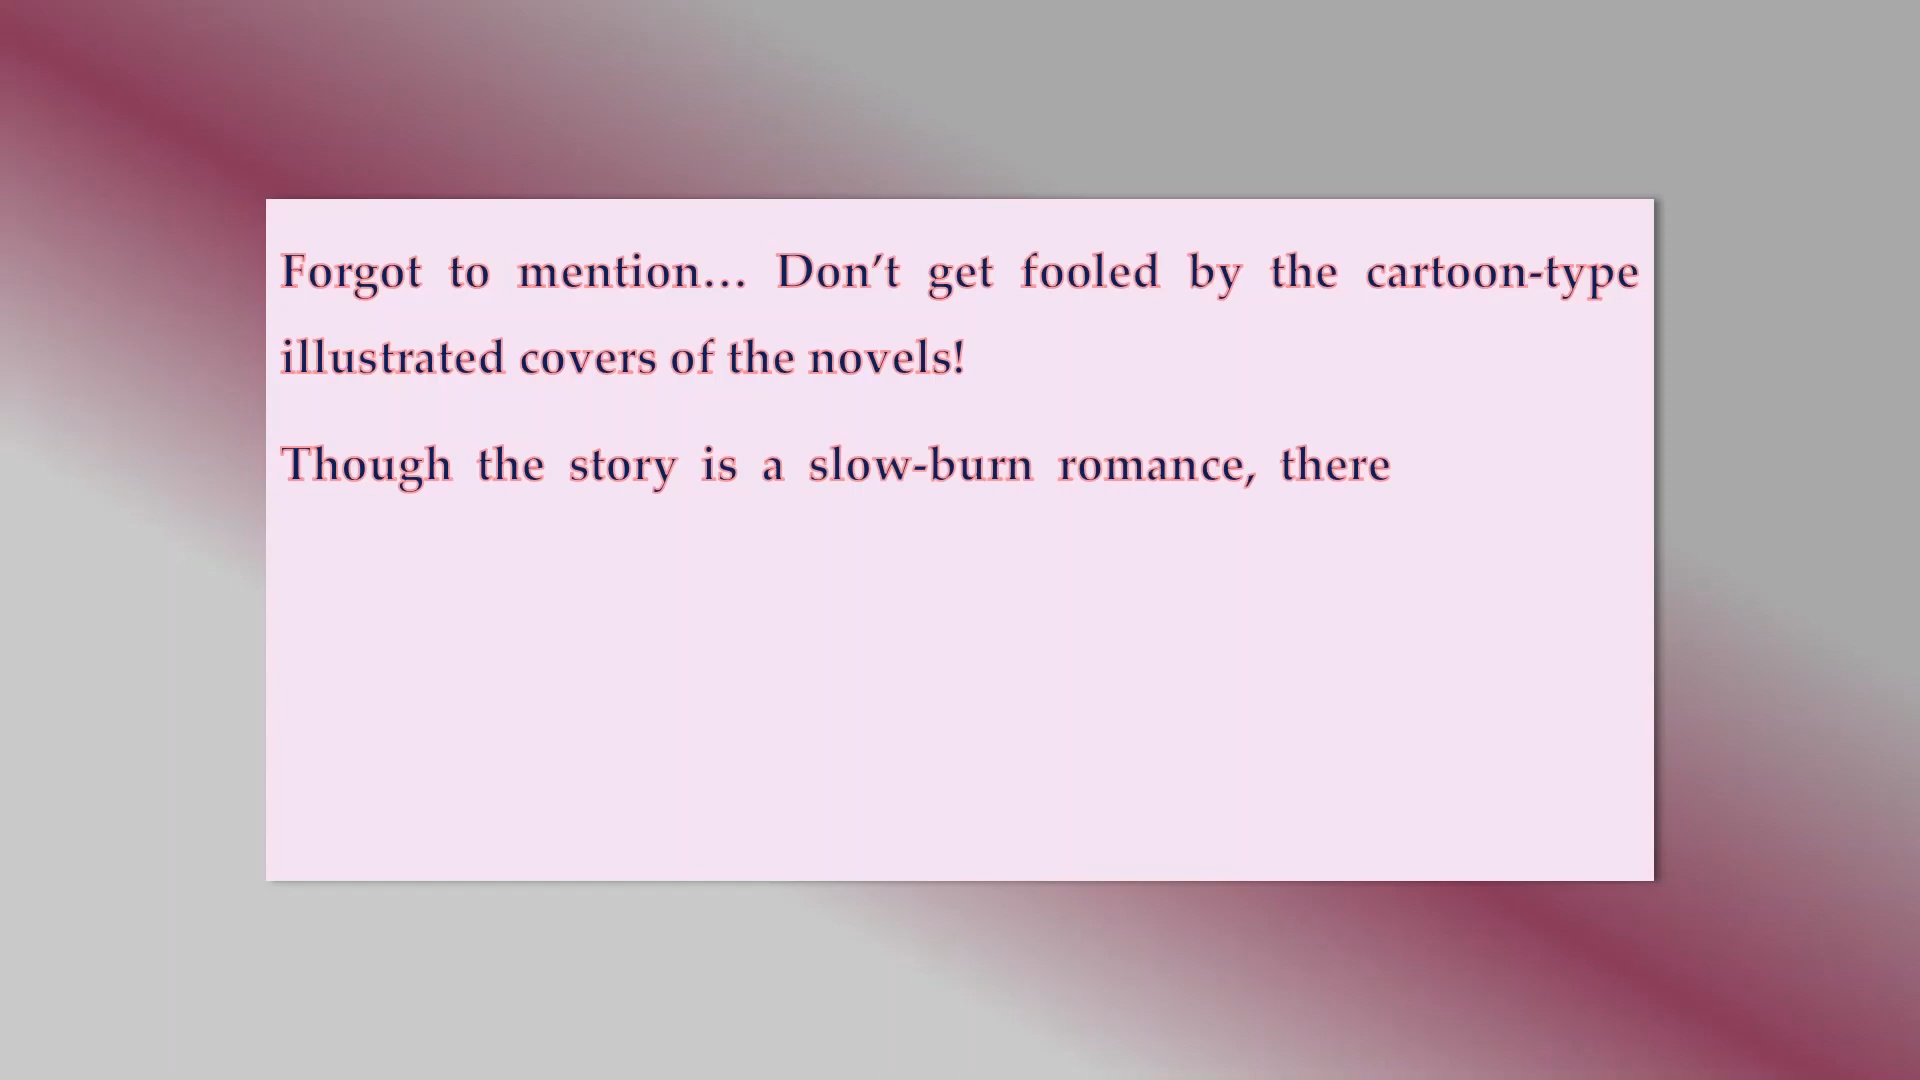 Forgot to mention… Don’t get fooled by the cartoon-type
illustrated covers of the novels!
Though the story is a slow-burn romance, there